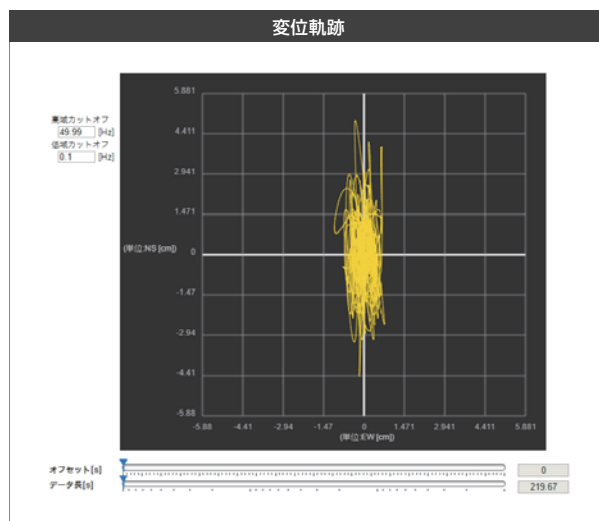 変位軌跡
高域カットオフ
49.99 [Hz]
低域カットオフ
0.1 [Hz]
5.881
4.411
2.941
1.471
(単位:NS [cm]) 0
-1.47
-2.94
-4.41
-5.88
-5.88 -4.41 -2.94 -1.47 0 1.471 2.941 4.411 5.881
(単位:EW [cm])
オフセット[s] 0
データ長[s] 219.67